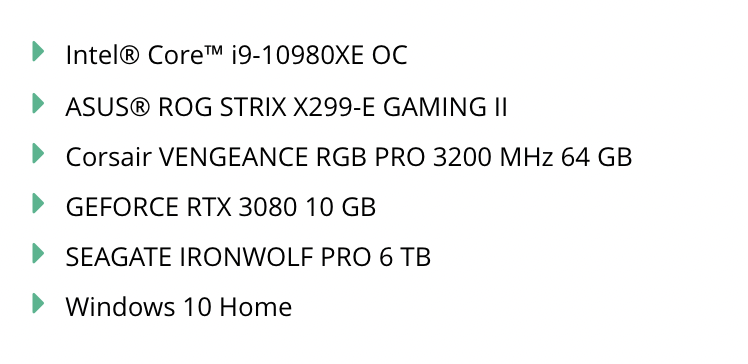 Intel® Core™ i9-10980XE OC
ASUS® ROG STRIX X299-E GAMING II
Corsair VENGEANCE RGB PRO 3200 MHz 64 GB
GEFORCE RTX 3080 10 GB
SEAGATE IRONWOLF PRO 6 TB
Windows 10 Home